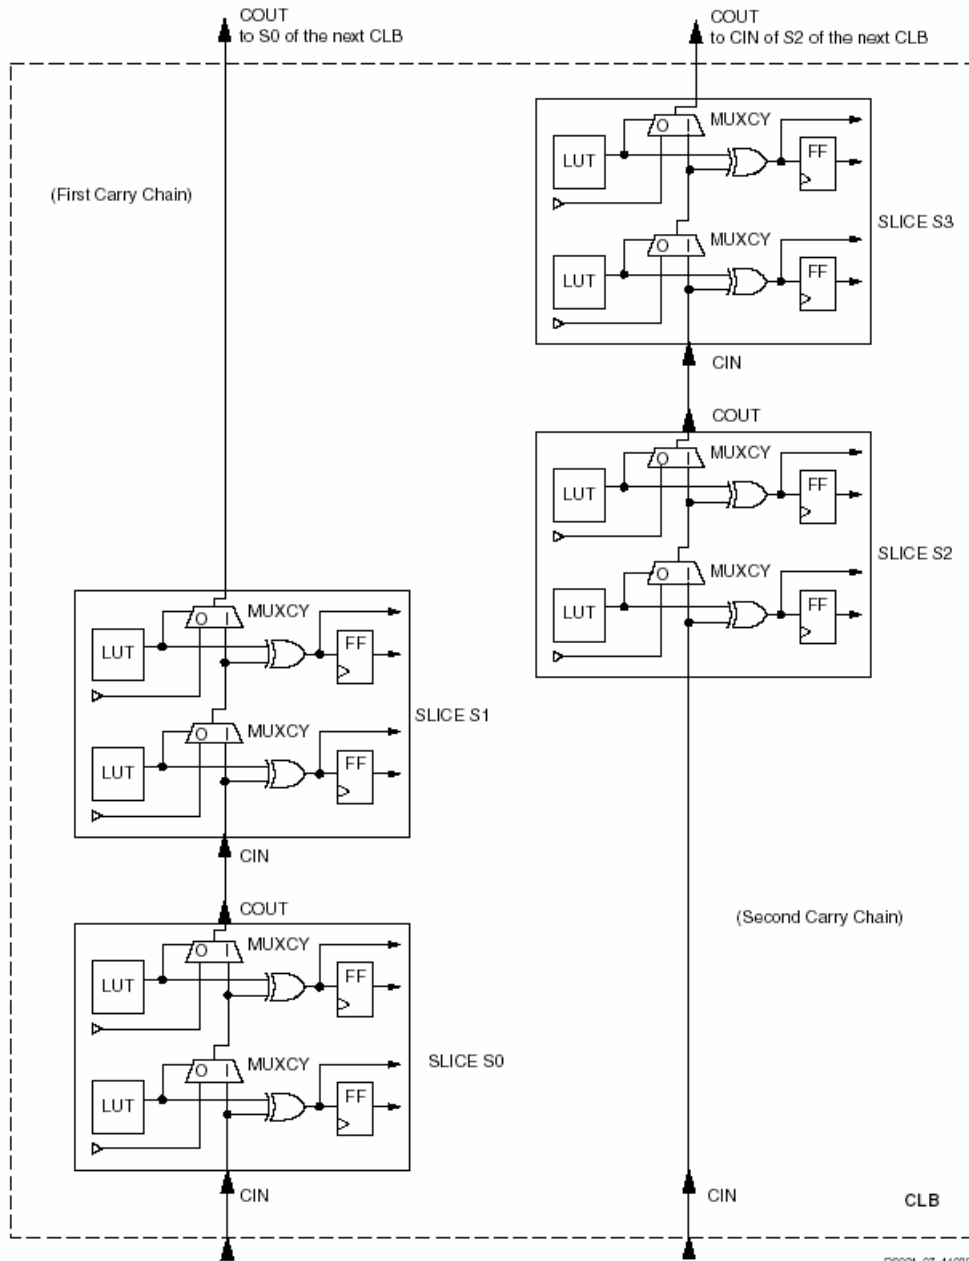 COUT
to S0 of the next CLB
COUT
to CIN of S2 of the next CLB
(First Carry Chain)
O I MUXCY
LUT
FF
SLICE S3
O I MUXCY
LUT
FF
CIN
COUT
O I MUXCY
LUT
FF
SLICE S2
O I MUXCY
LUT
FF
O I MUXCY
LUT
FF
SLICE S1
O I MUXCY
LUT
FF
CIN
COUT
(Second Carry Chain)
O I MUXCY
LUT
FF
SLICE S0
O I MUXCY
LUT
FF
CIN
CIN
CLB